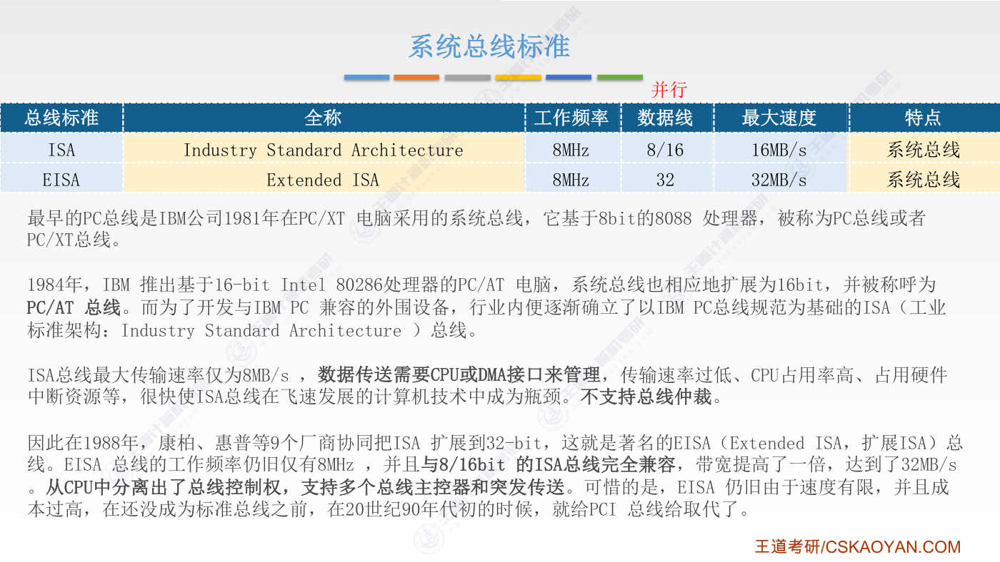 系统总线标准
并行
总线标准 全称 工作频率 数据线 最大速度 特点
ISA Industry Standard Architecture 8MHz 8/16 16MB/s 系统总线
EISA Extended ISA 8MHz 32 32MB/s 系统总线
最早的PC总线是IBM公司1981年在PC/XT 电脑采用的系统总线，它基于8bit的8088 处理器，被称为PC总线或者
PC/XT总线。
1984年，IBM 推出基于16-bit Intel 80286处理器的PC/AT 电脑，系统总线也相应地扩展为16bit，并被称呼为
PC/AT 总线。而为了开发与IBM PC 兼容的外围设备，行业内便逐渐确立了以IBM PC总线规范为基础的ISA（工业
标准架构：Industry Standard Architecture ）总线。
ISA总线最大传输速率仅为8MB/s ，数据传送需要CPU或DMA接口来管理，传输速率过低、CPU占用率高、占用硬件
中断资源等，很快使ISA总线在飞速发展的计算机技术中成为瓶颈。不支持总线仲裁。
因此在1988年，康柏、惠普等9个厂商协同把ISA 扩展到32-bit，这就是著名的EISA（Extended ISA，扩展ISA）总
线。EISA 总线的工作频率仍旧仅有8MHz ，并且与8/16bit 的ISA总线完全兼容，带宽提高了一倍，达到了32MB/s
。从CPU中分离出了总线控制权，支持多个总线主控器和突发传送。可惜的是，EISA 仍旧由于速度有限，并且成
本过高，在还没成为标准总线之前，在20世纪90年代初的时候，就给PCI 总线给取代了。
王道考研/CSKAOYAN.COM